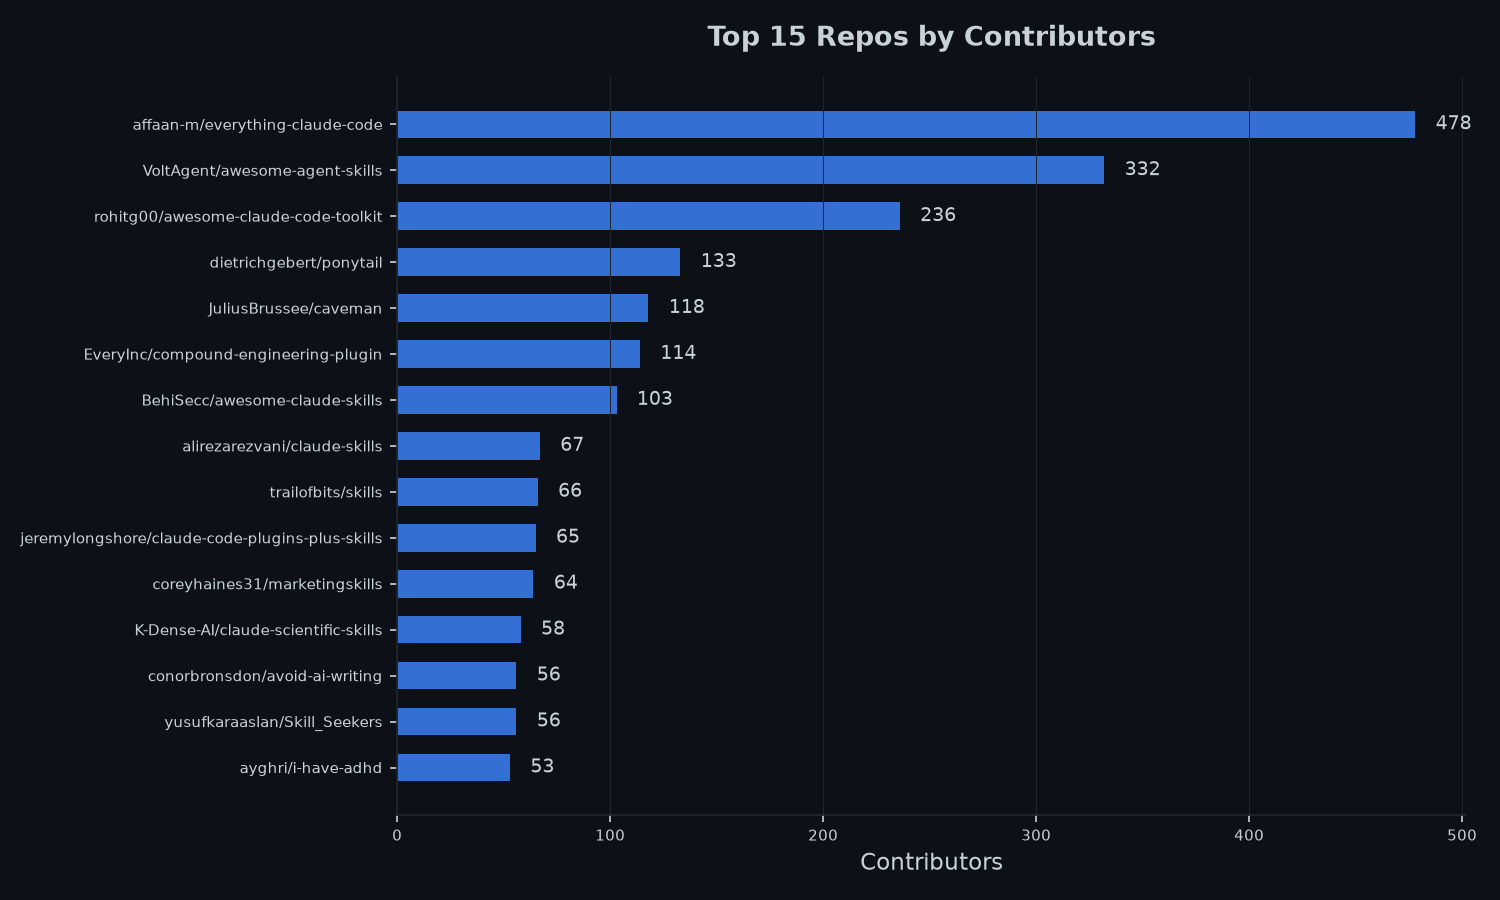 Top 15 Repos by Contributors
affaan-m/everything-claude-code 478
VoltAgent/awesome-agent-skills 332
rohitg00/awesome-claude-code-toolkit 236
dietrichgebert/ponytail 133
JuliusBrussee/caveman 118
EveryInc/compound-engineering-plugin 114
BehiSecc/awesome-claude-skills 103
alirezarezvani/claude-skills 67
trailofbits/skills 66
jeremylongshore/claude-code-plugins-plus-skills 65
coreyhaines31/marketingskills 64
K-Dense-AI/claude-scientific-skills 58
conorbronsdon/avoid-ai-writing 56
yusufkaraaslan/Skill_Seekers 56
ayghri/i-have-adhd 53
0 100 200 300 400 500
Contributors